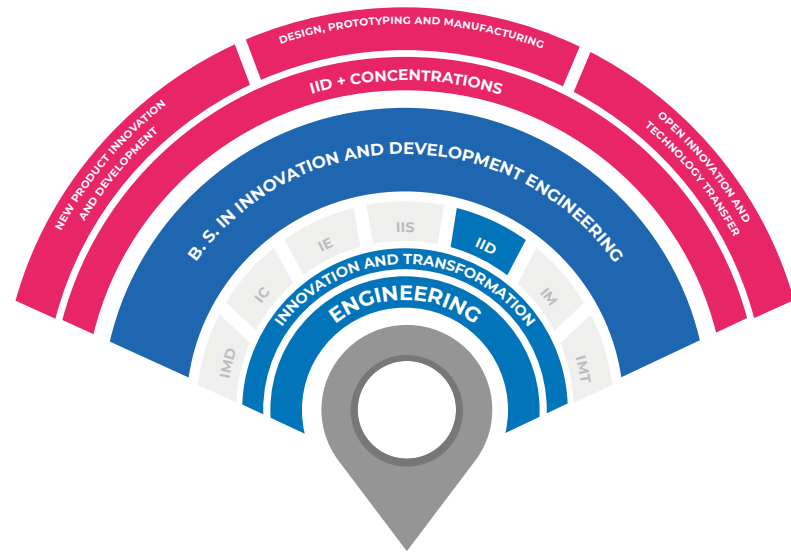 DESIGN, PROTOTYPING AND MANUFACTURING
NEW PRODUCT INNOVATION
AND DEVELOPMENT
OPEN INNOVATION AND
TECHNOLOGY TRANSFER
IID + CONCENTRATIONS
B. S. IN INNOVATION AND DEVELOPMENT ENGINEERING
IMD
IC
IE
IIS
IID
IM
IMT
INNOVATION AND TRANSFORMATION
ENGINEERING